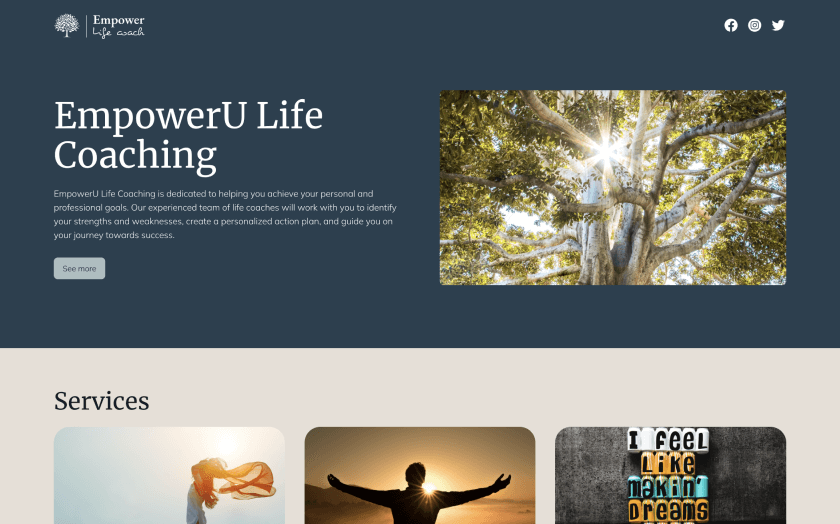 Empower
Life coach
EmpowerU Life
Coaching
EmpowerU Life Coaching is dedicated to helping you achieve your personal and
professional goals. Our experienced team of life coaches will work with you to identify
your strengths and weaknesses, create a personalized action plan, and guide you on
your journey towards success.
See more
Services
I FEEL
LIKE
MAKIN'
DREAMS